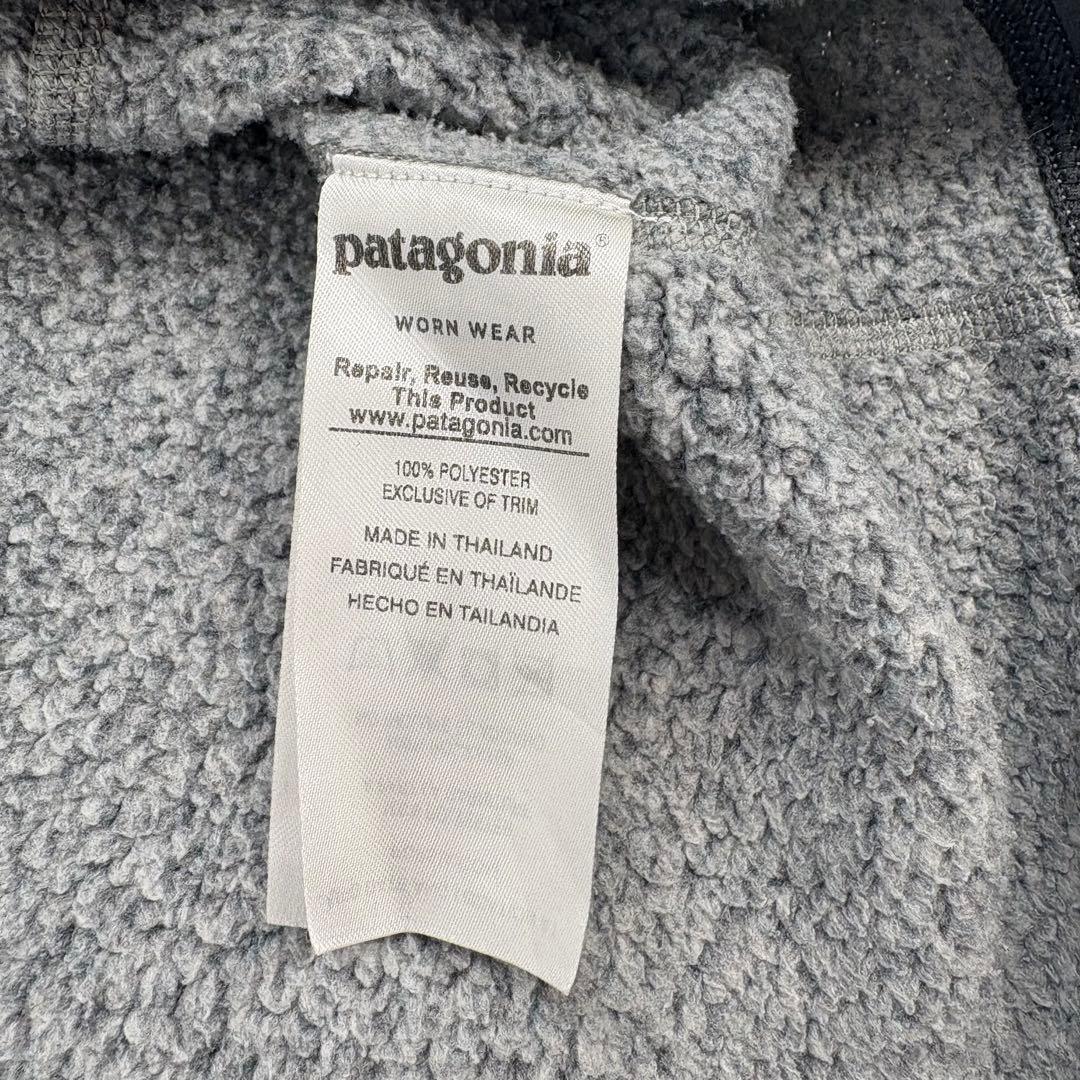 patagonia®
WORN WEAR
Repair, Reuse, Recycle
This Product
www.patagonia.com
100% POLYESTER
EXCLUSIVE OF TRIM
MADE IN THAILAND
FABRIQUÉ EN THAÏLANDE
HECHO EN TAILANDIA